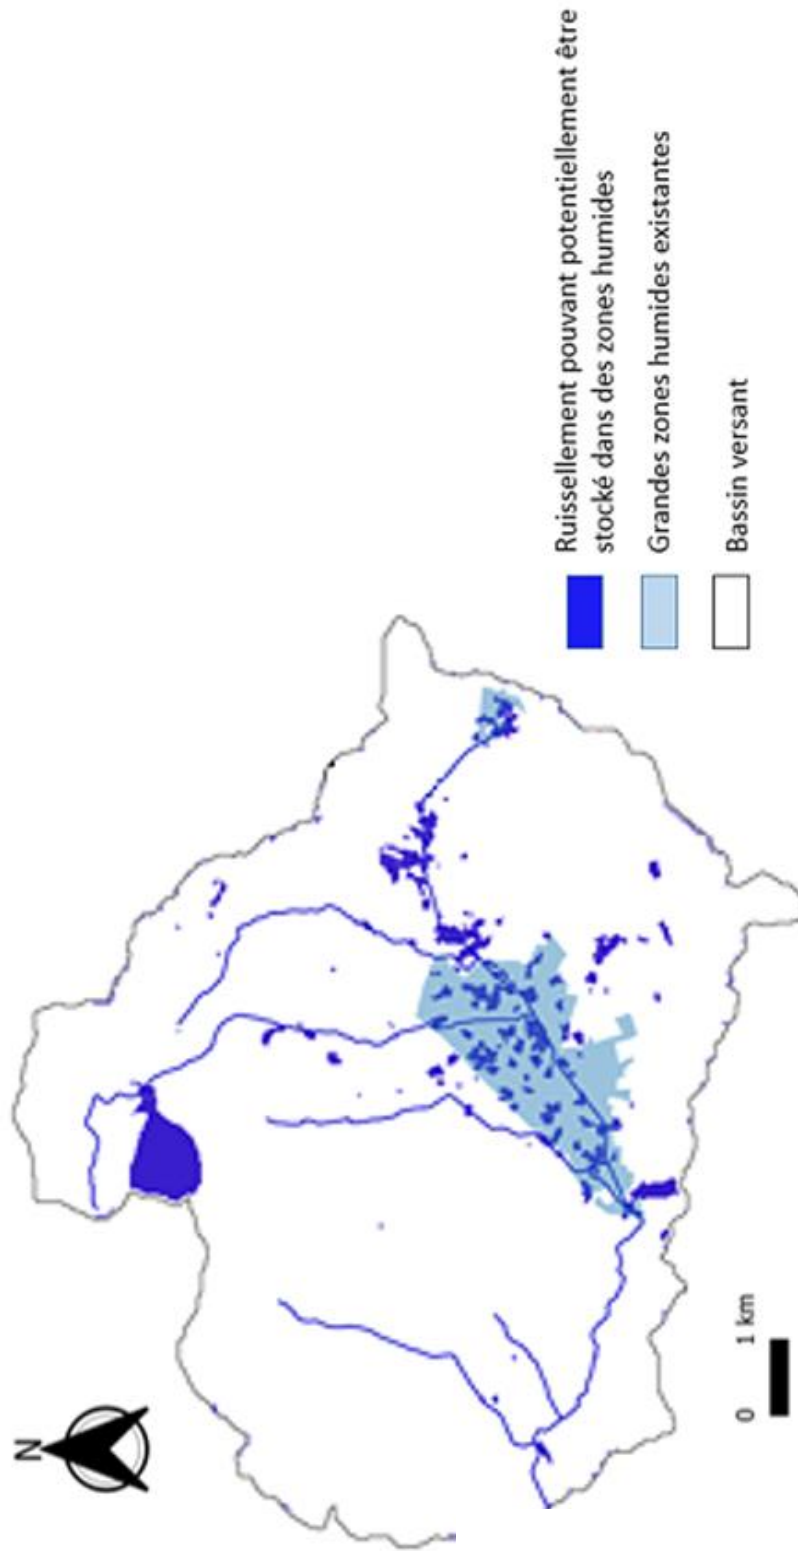 N
0 1 km
Ruissellement pouvant potentiellement être
stocké dans des zones humides
Grandes zones humides existantes
Bassin versant